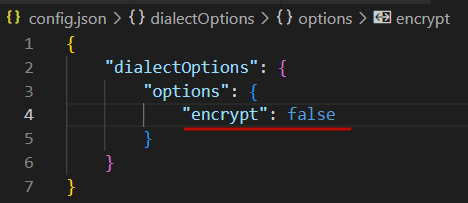 {} config.json > {} dialectOptions > {} options > encrypt
1 {
2 "dialectOptions": {
3 "options": {
4 "encrypt": false
5 }
6 }
7 }